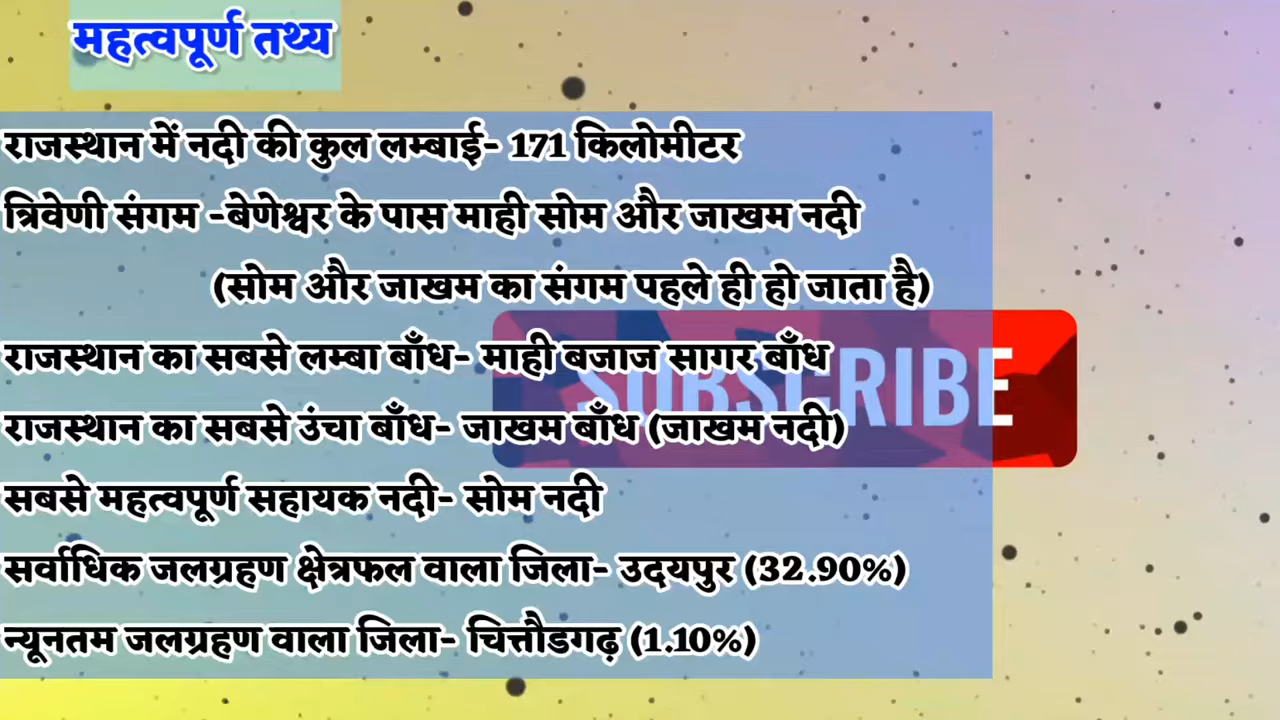 महत्वपूर्ण तथ्य
राजस्थान में नदी की कुल लम्बाई- 171 किलोमीटर
त्रिवेणी संगम -बेणेश्वर के पास माही सोम और जाखम नदी
(सोम और जाखम का संगम पहले ही हो जाता है)
राजस्थान का सबसे लम्बा बाँध- माही बजाज सागर बाँध
SUBSCRIBE
राजस्थान का सबसे उंचा बाँध- जाखम बाँध (जाखम नदी)
सबसे महत्वपूर्ण सहायक नदी- सोम नदी
सर्वाधिक जलग्रहण क्षेत्रफल वाला जिला- उदयपुर (32.90%)
न्यूनतम जलग्रहण वाला जिला- चित्तौडगढ़ (1.10%)